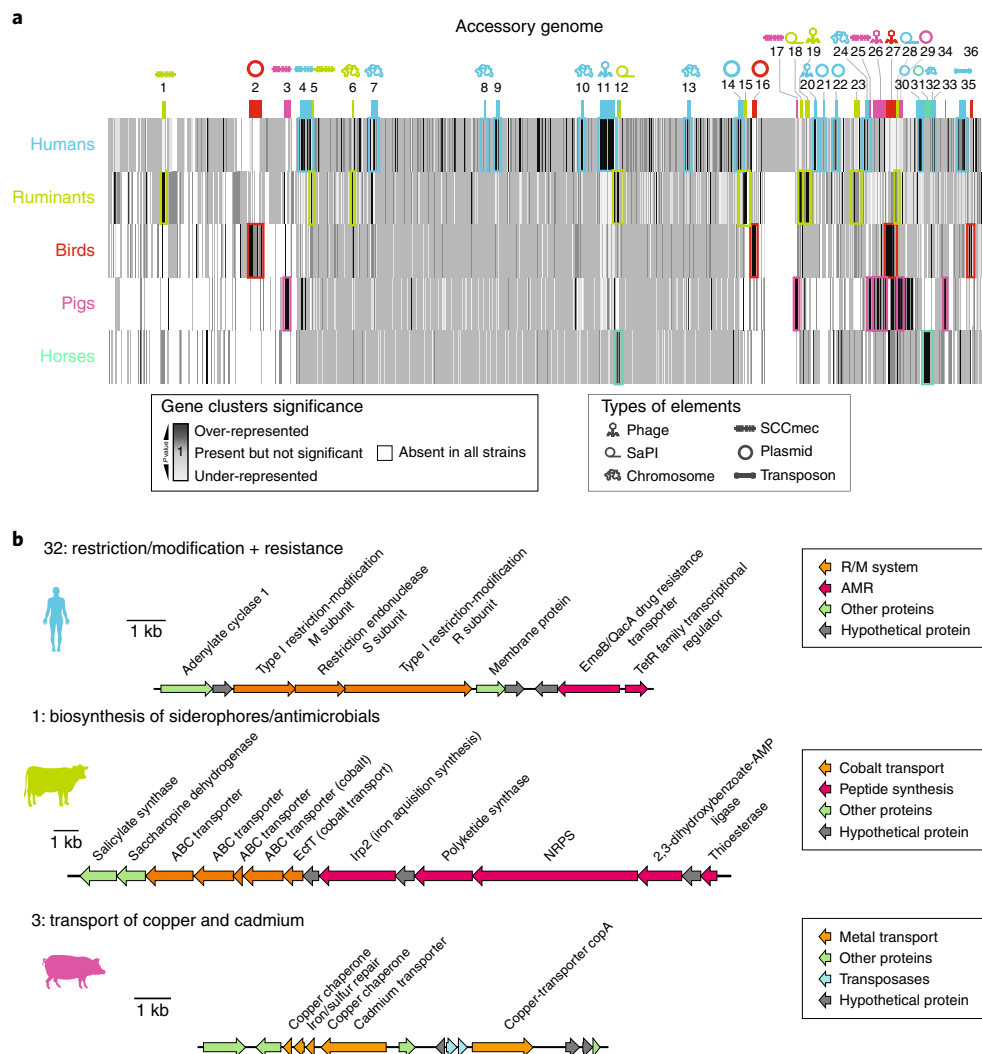 a
Accessory genome
17 18 19 24 25 26 27 28 29 34 36
1 2 3 4 5 6 7 8 9 10 11 12 13 14 15 16 20 21 22 23 30 31 32 33 35
Humans
Ruminants
Birds
Pigs
Horses
Gene clusters significance
P value
1
Over-represented
Present but not significant
Under-represented
Absent in all strains
Types of elements
Phage
SaPI
Chromosome
SCCmec
Plasmid
Transposon
b
32: restriction/modification + resistance
1 kb
Adenylate cyclase 1
Type I restriction-modification
M subunit
Restriction endonuclease
S subunit
Type I restriction-modification
R subunit
Membrane protein
EmeB/QacA drug resistance
transporter
TetR family transcriptional
regulator
R/M system
AMR
Other proteins
Hypothetical protein
1: biosynthesis of siderophores/antimicrobials
1 kb
Salicylate synthase
Saccharopine dehydrogenase
ABC transporter
ABC transporter
ABC transporter
ABC transporter (cobalt)
EcfT (cobalt transport)
Irp2 (iron acquisition synthesis)
Polyketide synthase
NRPS
2,3-dihydroxybenzoate-AMP
ligase
Thioesterase
Cobalt transport
Peptide synthesis
Other proteins
Hypothetical protein
3: transport of copper and cadmium
1 kb
Copper chaperone
Iron/sulfur repair
Copper chaperone
Cadmium transporter
Copper-transporter copA
Metal transport
Other proteins
Transposases
Hypothetical protein